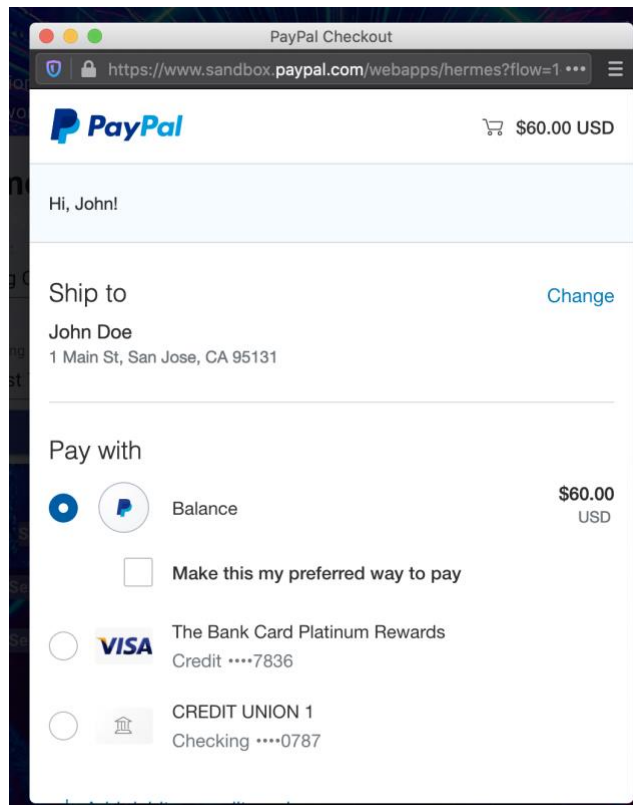 PayPal Checkout
https://www.sandbox.paypal.com/webapps/hermes?flow=1 •••
PayPal
$60.00 USD
Hi, John!
Ship to
Change
John Doe
1 Main St, San Jose, CA 95131
Pay with
Balance
$60.00
USD
Make this my preferred way to pay
VISA
The Bank Card Platinum Rewards
Credit ••••7836
CREDIT UNION 1
Checking ••••0787